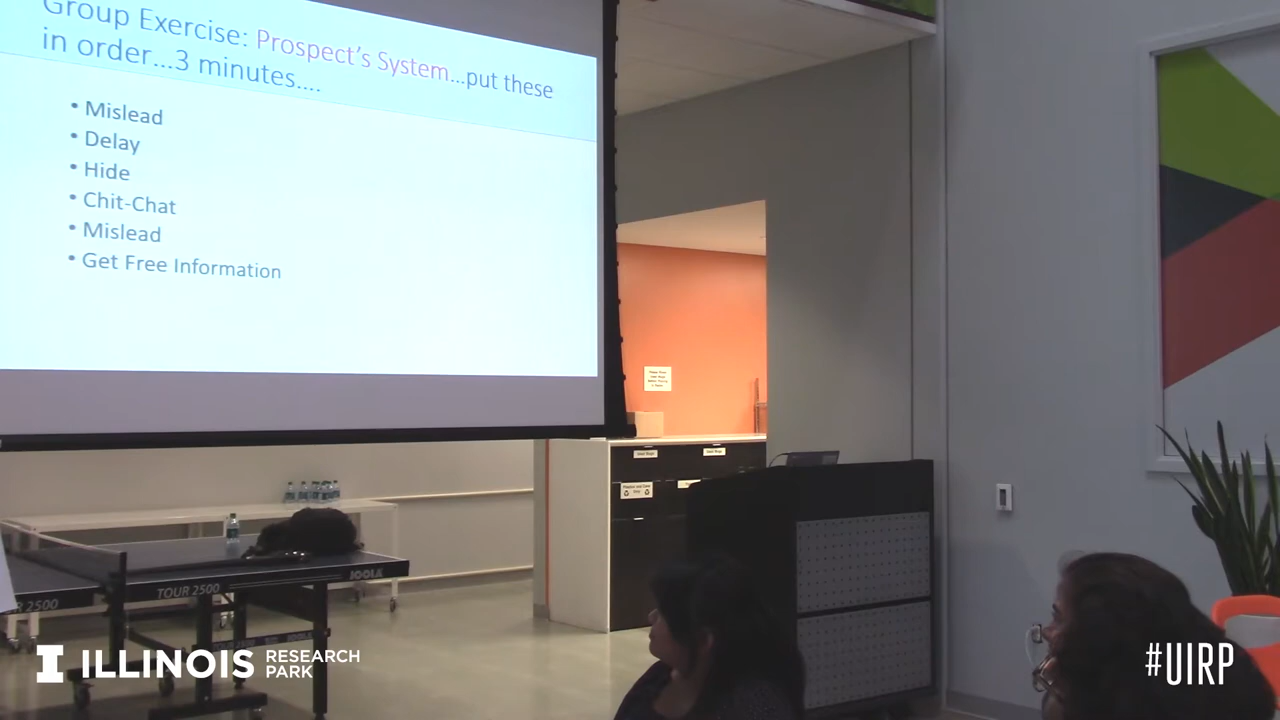 Group Exercise: Prospect's System...put these
in order...3 minutes....
• Mislead
• Delay
• Hide
• Chit-Chat
• Mislead
• Get Free Information
TOUR 2500
JOOLA
R 2500
JOOLA
ILLINOIS RESEARCH PARK
#UIRP